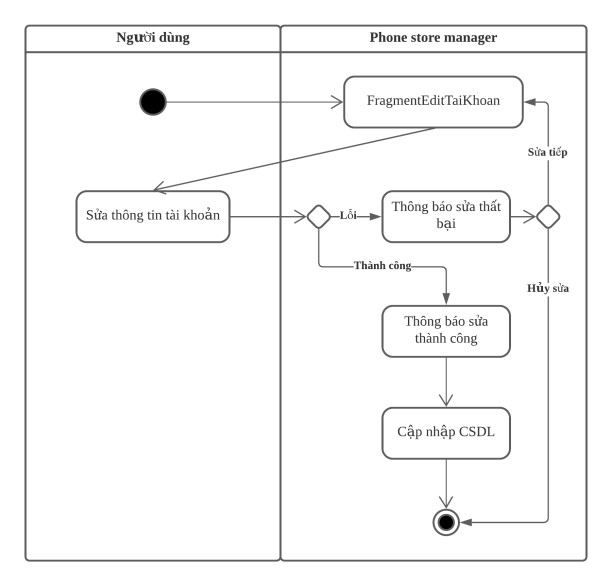 Người dùng
Phone store manager
FragmentEditTaiKhoan
Sửa tiếp
Sửa thông tin tài khoản
Lỗi
Thông báo sửa thất
bại
Thành công
Hủy sửa
Thông báo sửa
thành công
Cập nhập CSDL